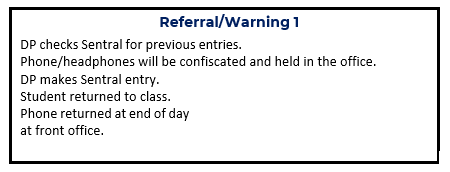 Referral/Warning 1
DP checks Sentral for previous entries.
Phone/headphones will be confiscated and held in the office.
DP makes Sentral entry.
Student returned to class.
Phone returned at end of day
at front office.